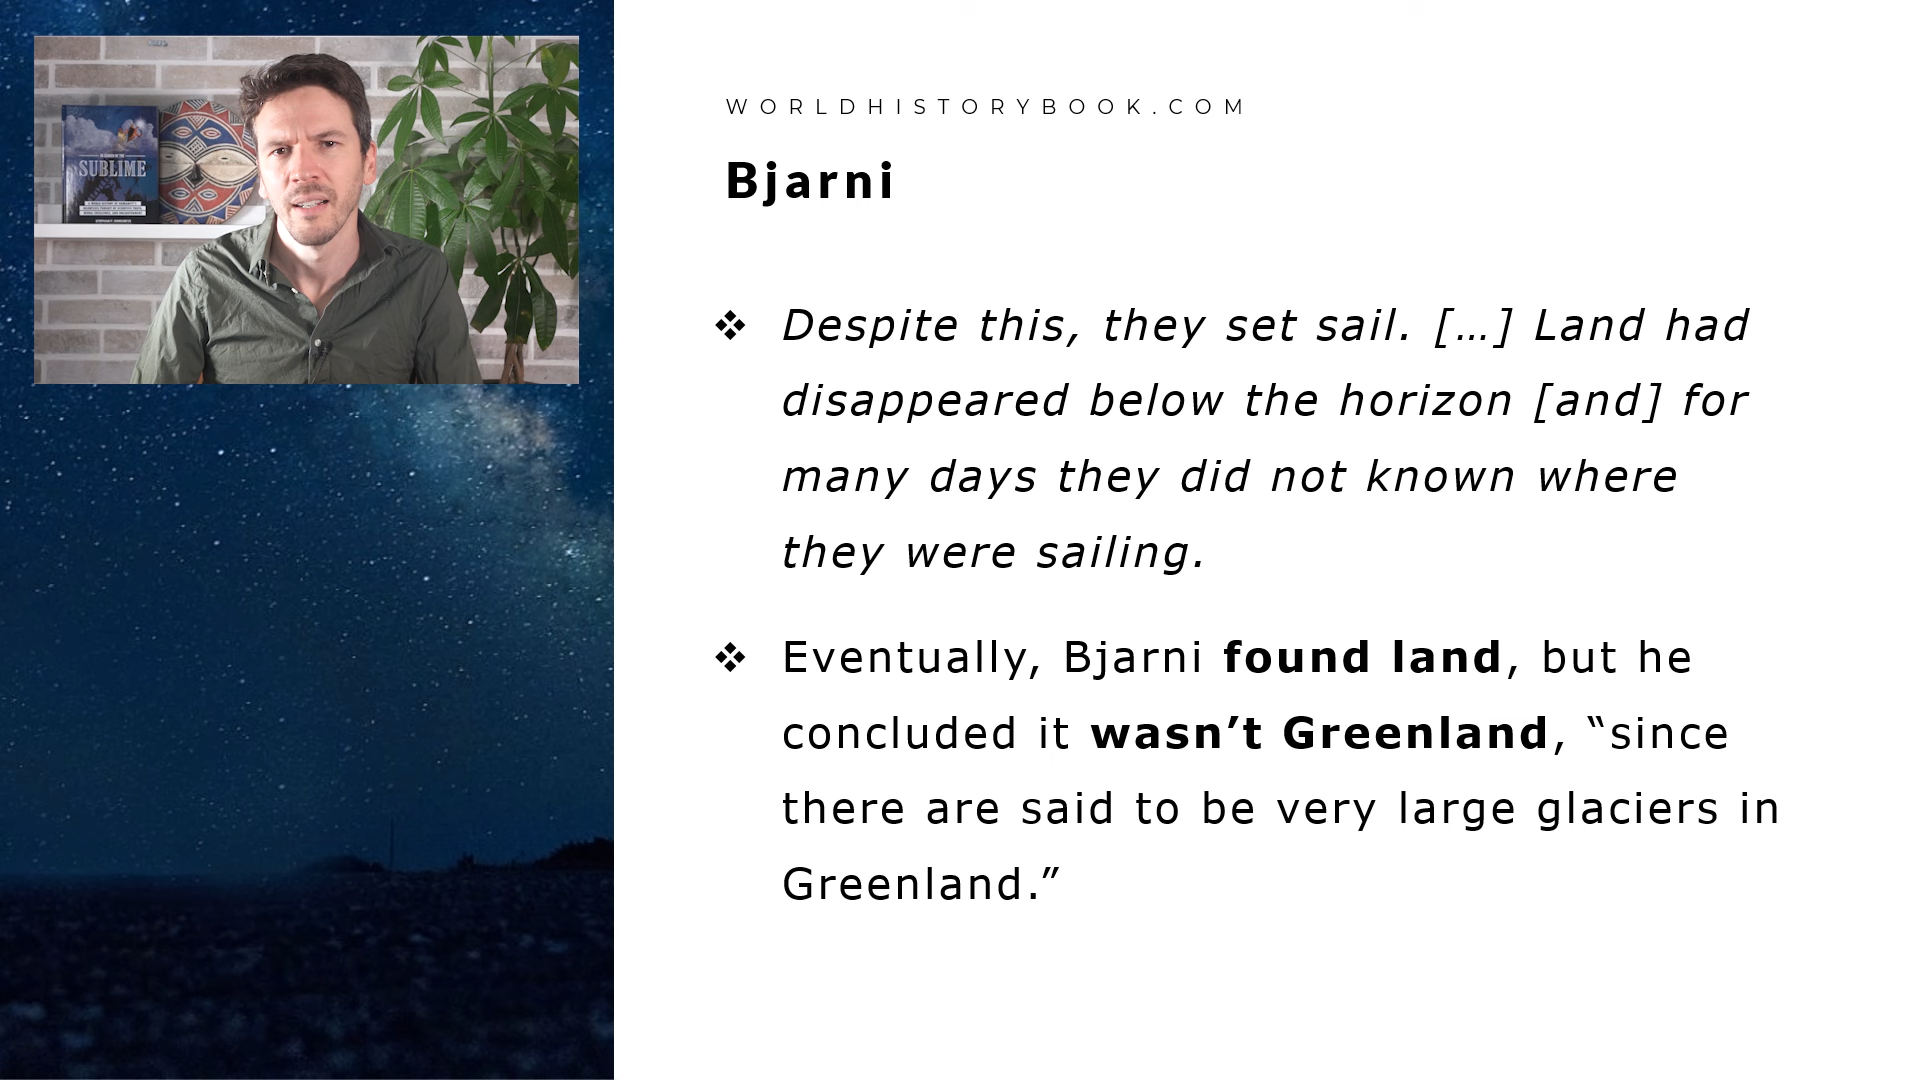 WORLDHISTORYBOOK.COM
Bjarni
❖ Despite this, they set sail. […] Land had
disappeared below the horizon [and] for
many days they did not known where
they were sailing.
❖ Eventually, Bjarni found land, but he
concluded it wasn’t Greenland, “since
there are said to be very large glaciers in
Greenland.”
SUBLIME